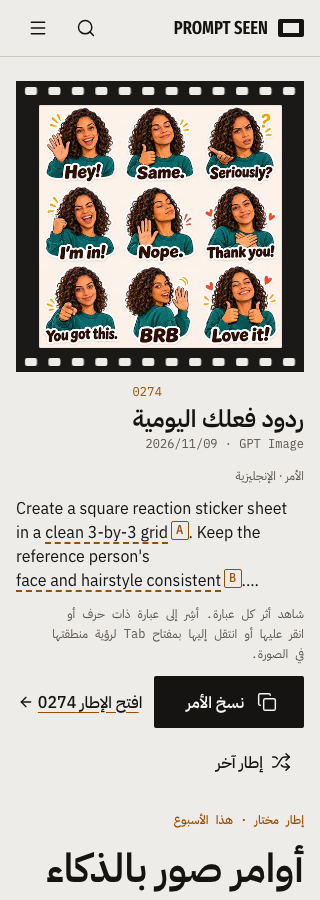 PROMPT SEEN
Hey!
Same.
Seriously?
?
I'm in!
Nope.
Thank you!
You got this.
BRB
Love it!
0274
ردود فعلك اليومية
2026/11/09 · GPT Image
الأمر · الإنجليزية
Create a square reaction sticker sheet
in a clean 3-by-3 grid A. Keep the
reference person's
face and hairstyle consistent B.…
شاهد أثر كل عبارة. أشِر إلى عبارة ذات حرف أو
انقر عليها أو انتقل إليها بمفتاح Tab لرؤية منطقتها
في الصورة.
نسخ الأمر
افتح الإطار 0274 ←
إطار آخر
إطار مختار · هذا الأسبوع
أوامر صور بالذكاء